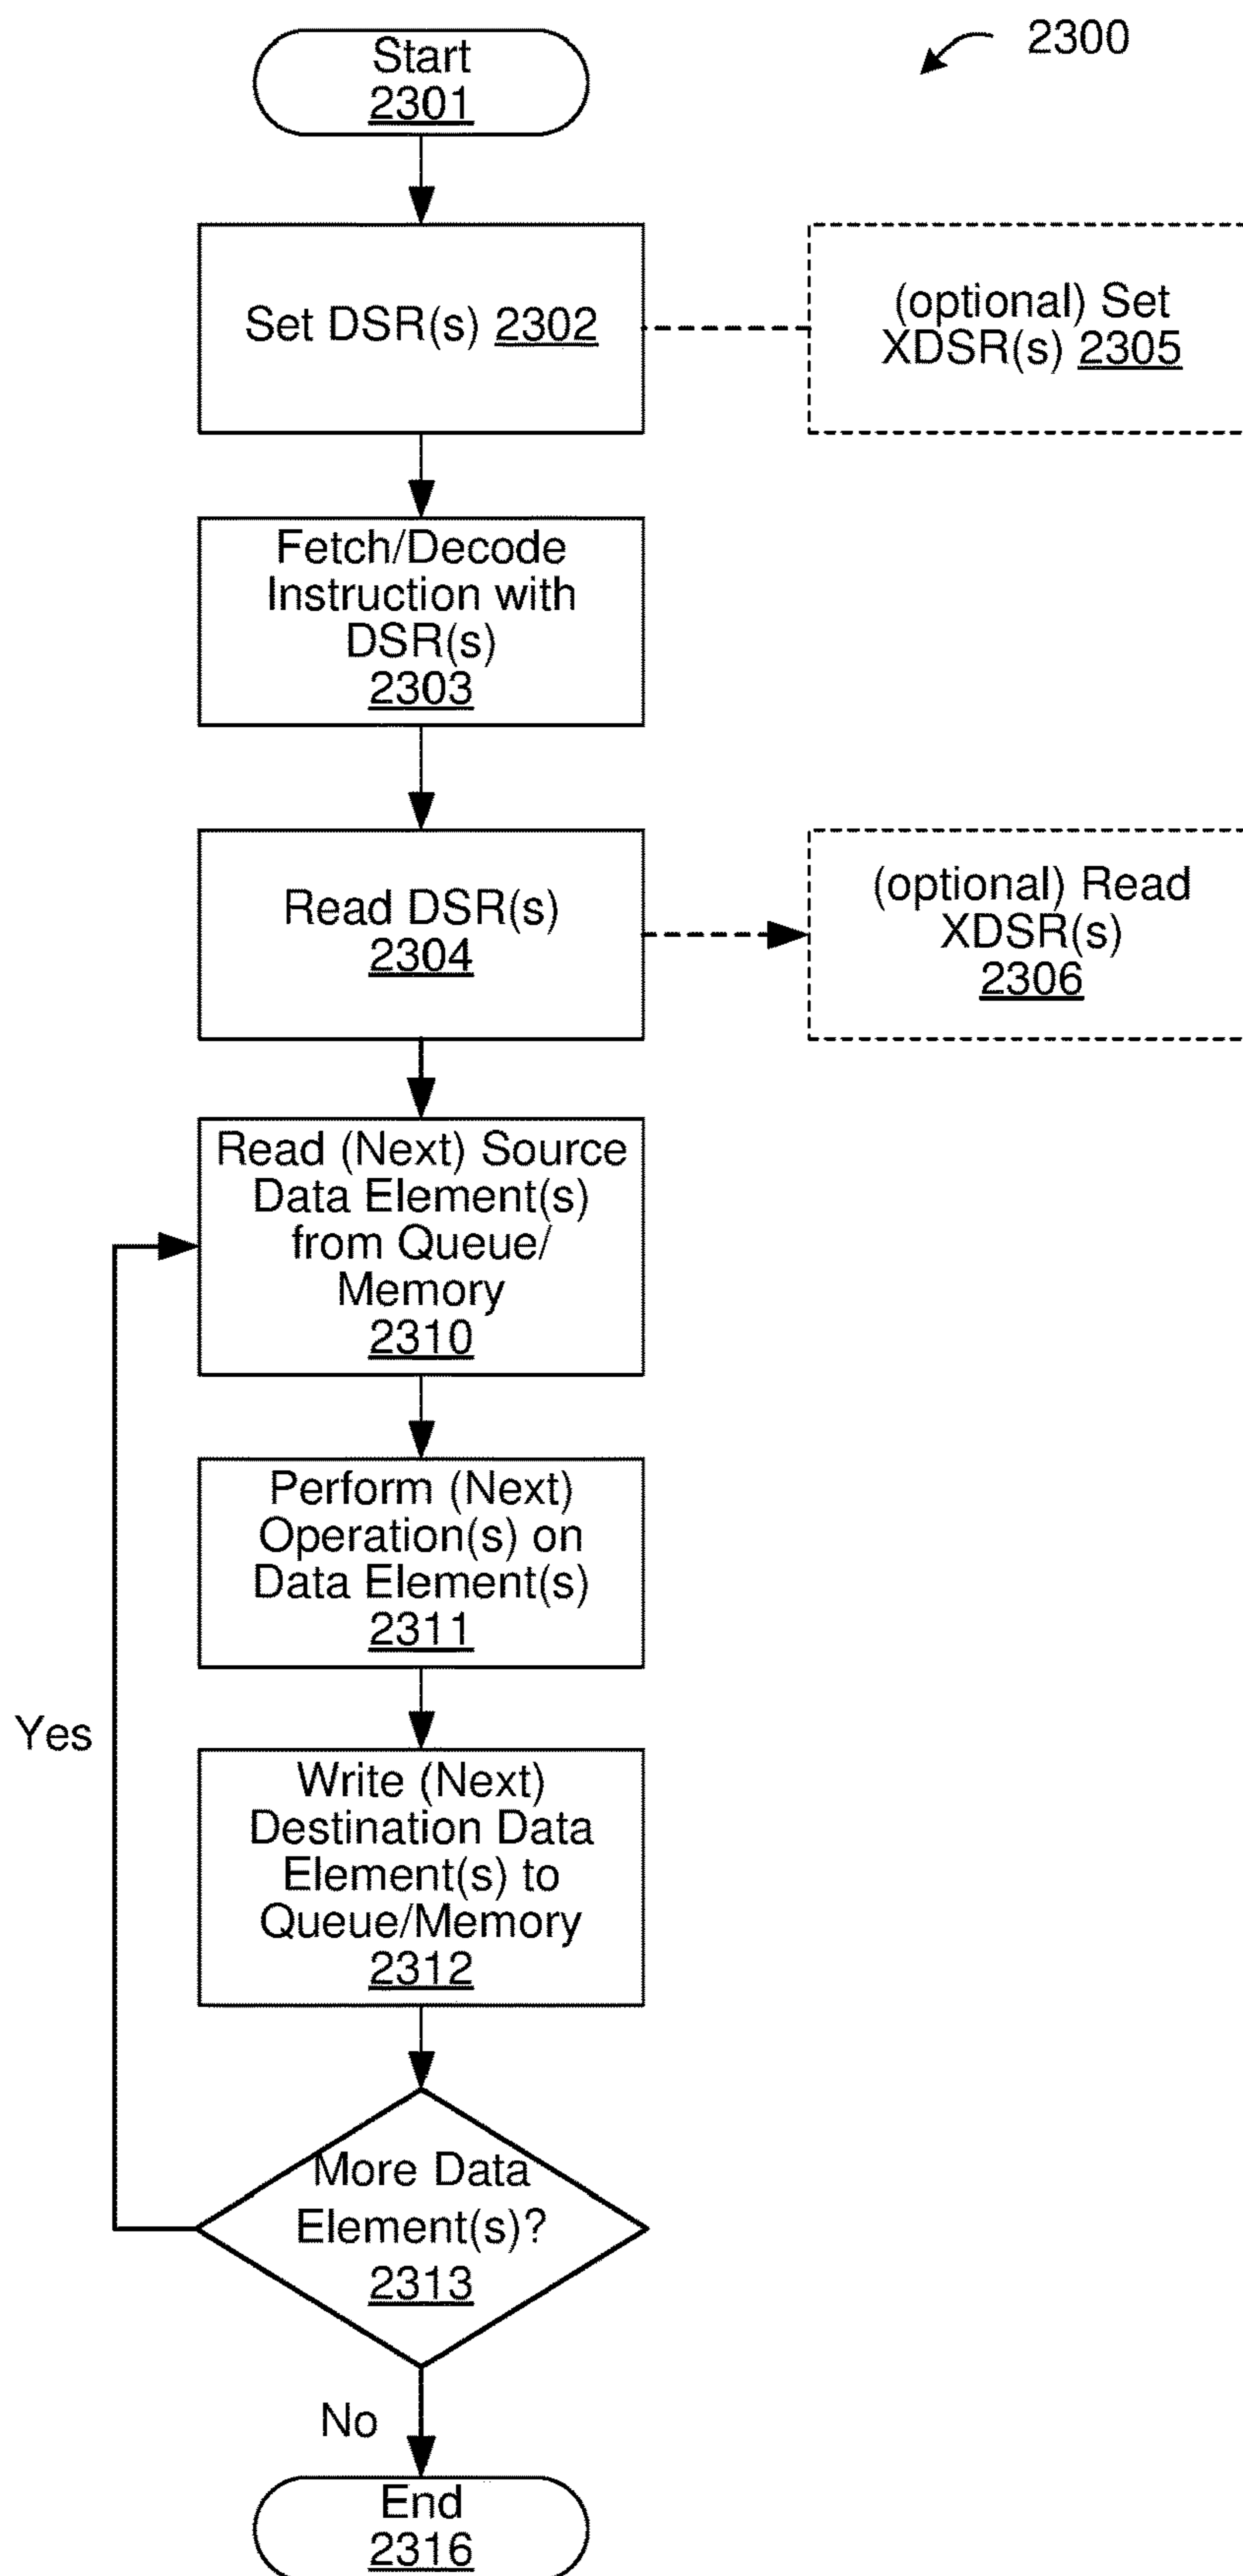 2300
Start
2301
Set DSR(s) 2302
(optional) Set
XDSR(s) 2305
Fetch/Decode
Instruction with
DSR(s)
2303
Read DSR(s)
2304
(optional) Read
XDSR(s)
2306
Read (Next) Source
Data Element(s)
from Queue/
Memory
2310
Perform (Next)
Operation(s) on
Data Element(s)
2311
Yes
Write (Next)
Destination Data
Element(s) to
Queue/Memory
2312
More Data
Element(s)?
2313
No
End
2316